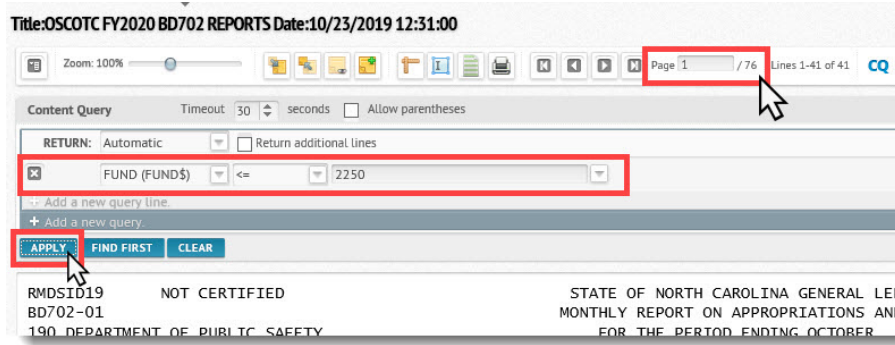 Title:OSCOTC FY2020 BD702 REPORTS Date:10/23/2019 12:31:00
Zoom: 100% Page 1 / 76 Lines 1-41 of 41 CQ
Content Query Timeout 30 seconds Allow parentheses
RETURN: Automatic Return additional lines
FUND (FUND$) <= 2250
+ Add a new query line.
+ Add a new query.
APPLY FIND FIRST CLEAR
RMDSID19 NOT CERTIFIED STATE OF NORTH CAROLINA GENERAL LE
BD702-01 MONTHLY REPORT ON APPROPRIATIONS AN
190 DEPARTMENT OF PUBLIC SAFETY FOR THE PERIOD ENDING OCTOBER